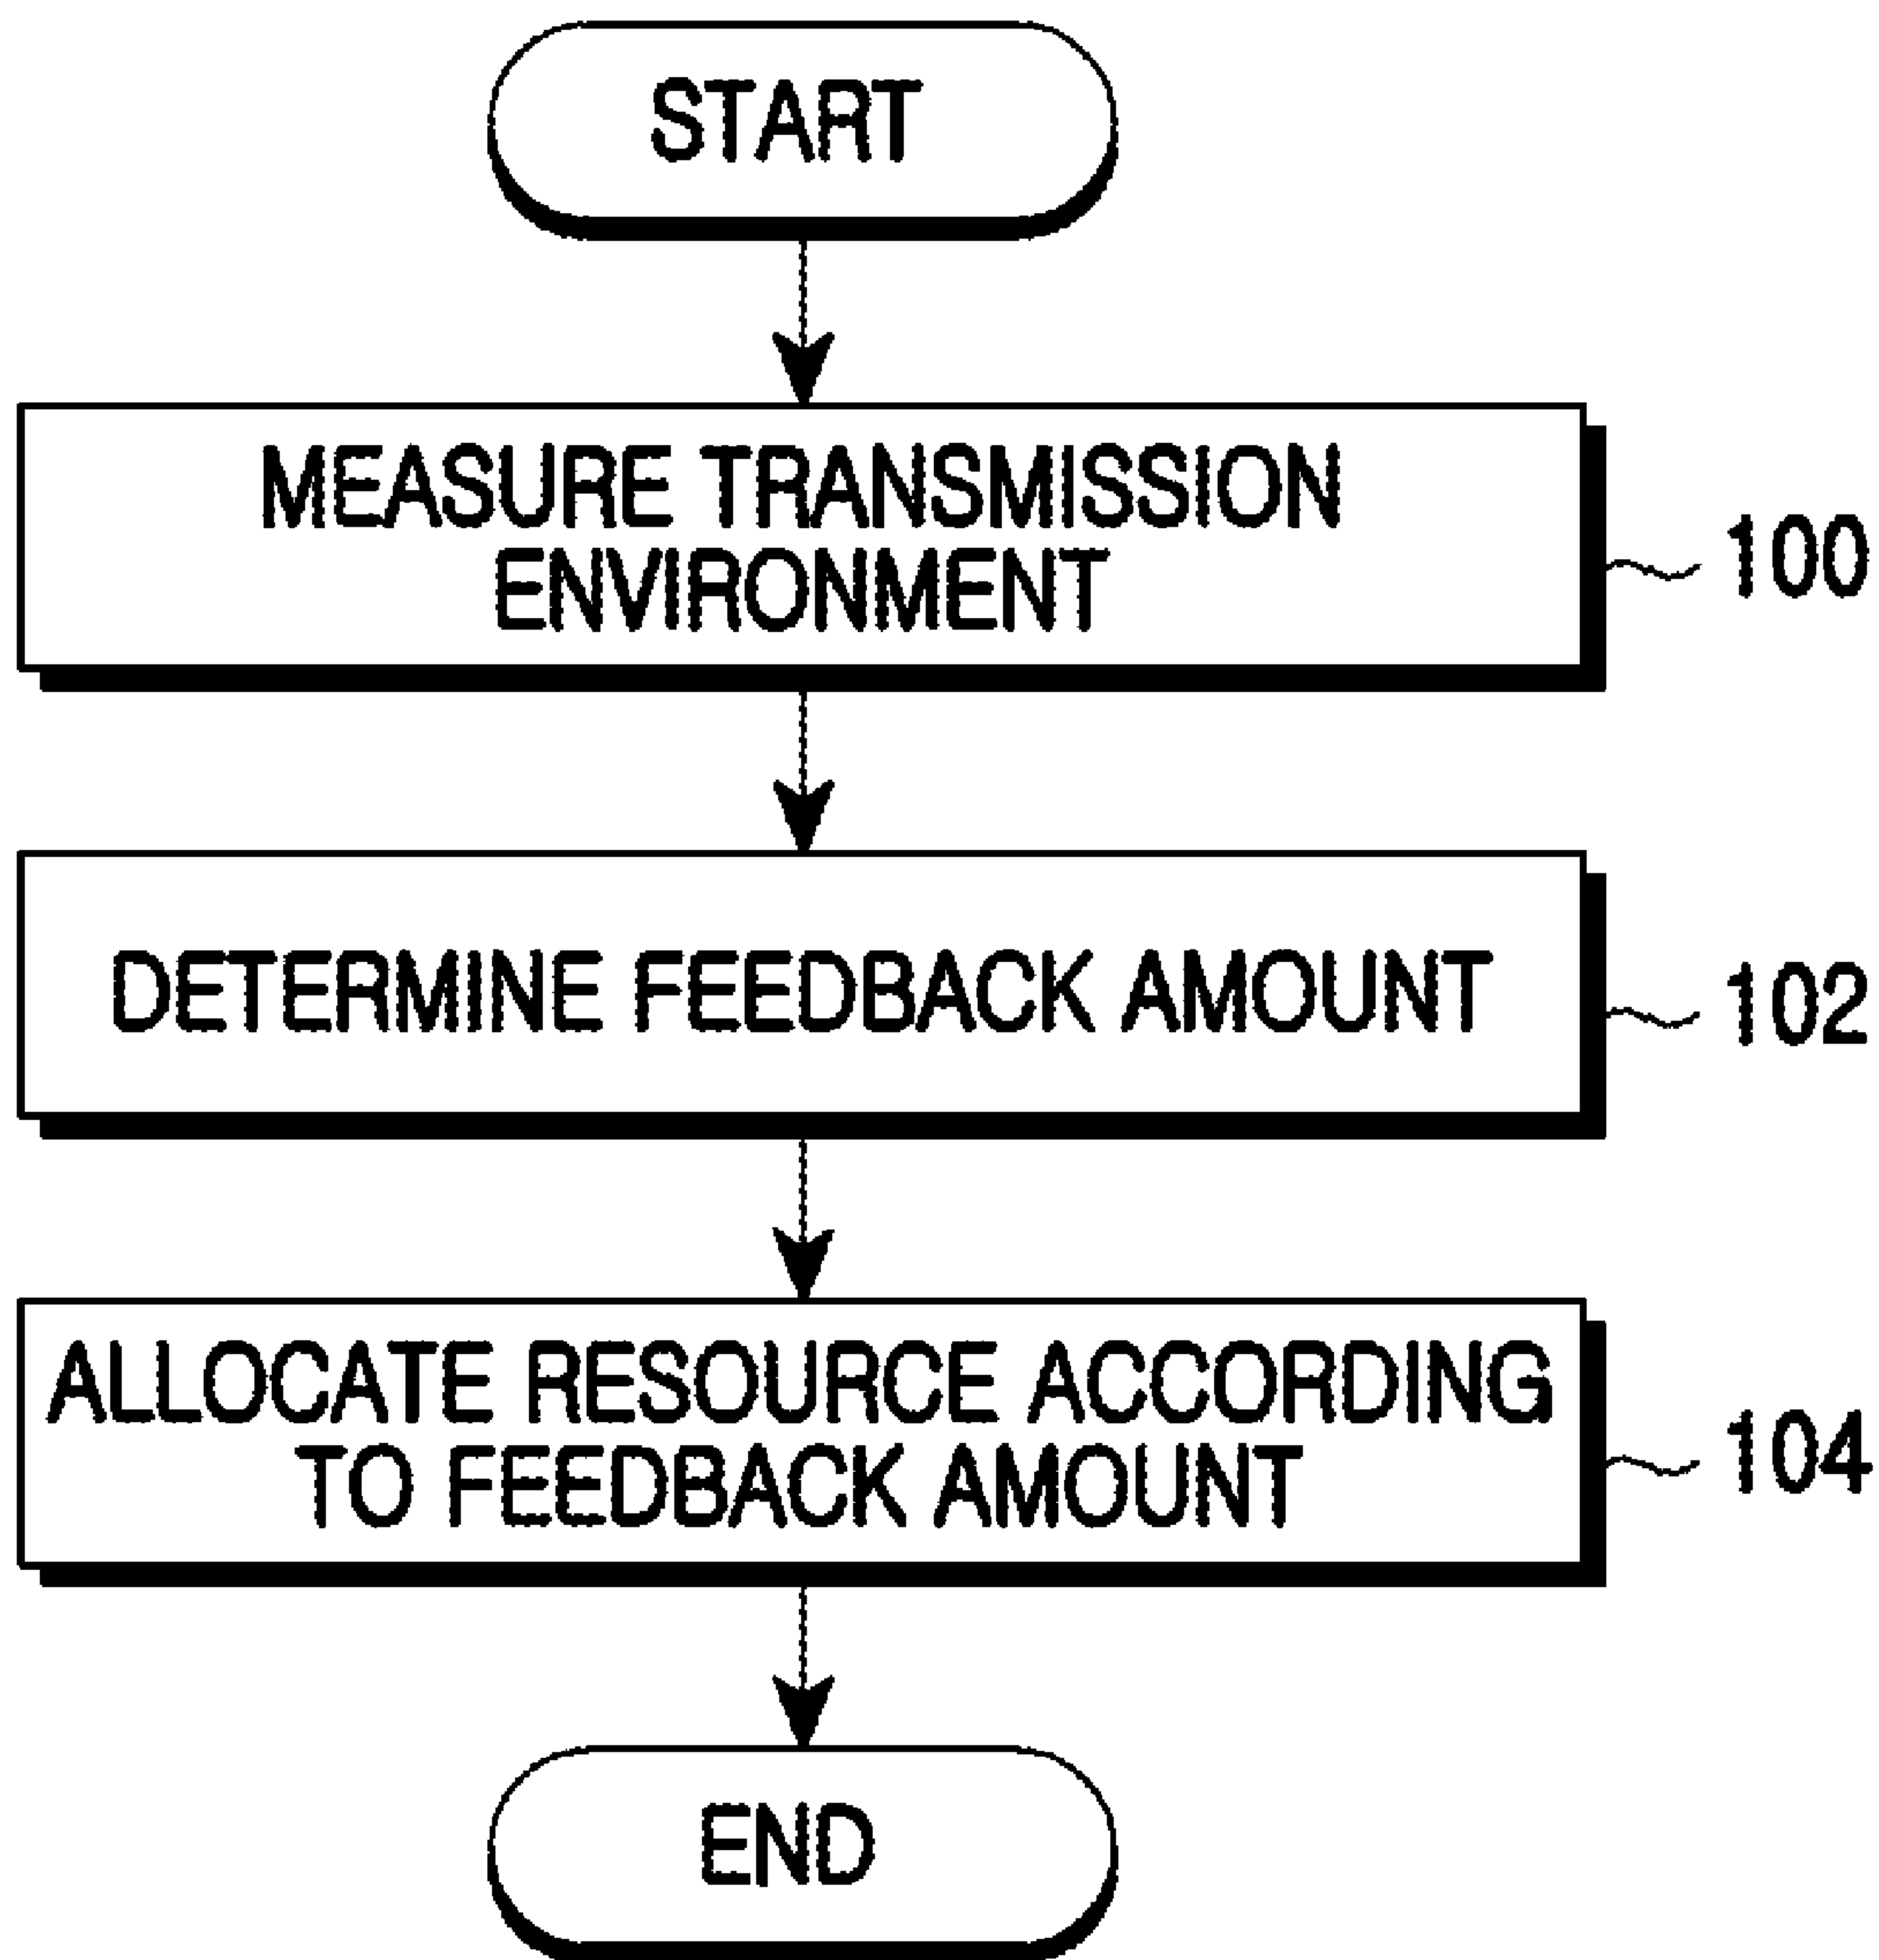 START
MEASURE TRANSMISSION
ENVIRONMENT
100
DETERMINE FEEDBACK AMOUNT
102
ALLOCATE RESOURCE ACCORDING
TO FEEDBACK AMOUNT
104
END